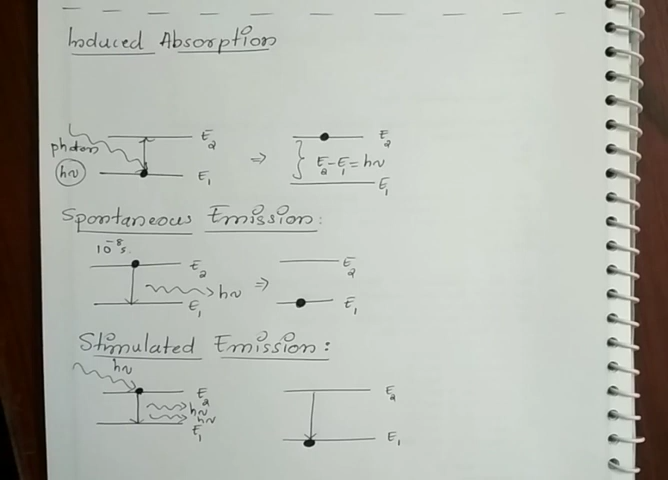 Induced Absorption
E₂ E₂
photon
hν E₁ ⇒ E₂-E₁=hν
E₁
Spontaneous Emission:
10⁻⁸s.
E₂ E₂
hν ⇒
E₁ E₁
Stimulated Emission:
hν
E₂ E₂
hν
hν
E₁ E₁